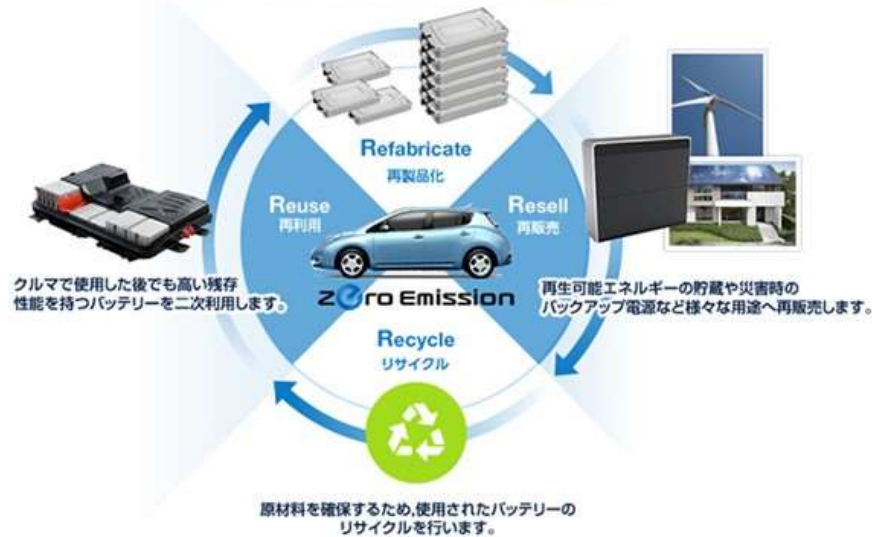 Refabricate
再製品化
Reuse
再利用
Resell
再販売
クルマで使用した後でも高い残存
性能を持つバッテリーを二次利用します。
zero Emission
再生可能エネルギーの貯蔵や災害時の
バックアップ電源など様々な用途へ再販売します。
Recycle
リサイクル
原材料を確保するため,使用されたバッテリーの
リサイクルを行います。